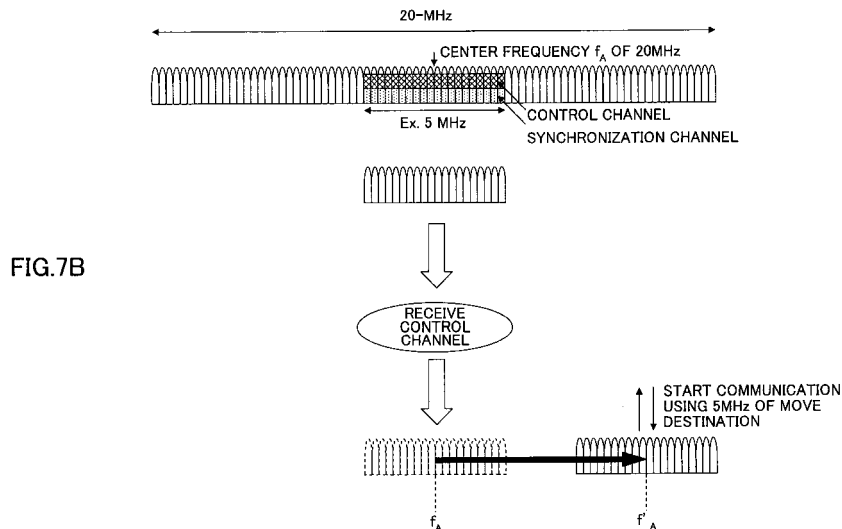 20-MHz
CENTER FREQUENCY fA OF 20MHz
CONTROL CHANNEL
Ex. 5 MHz
SYNCHRONIZATION CHANNEL
FIG.7B
RECEIVE
CONTROL
CHANNEL
START COMMUNICATION
USING 5MHz OF MOVE
DESTINATION
fA
f'A